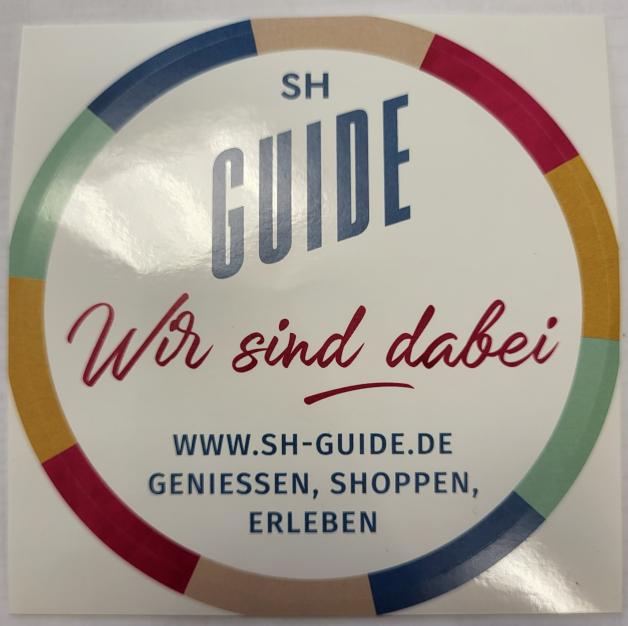 SH
GUIDE
Wir sind dabei
WWW.SH-GUIDE.DE
GENIESSEN, SHOPPEN,
ERLEBEN